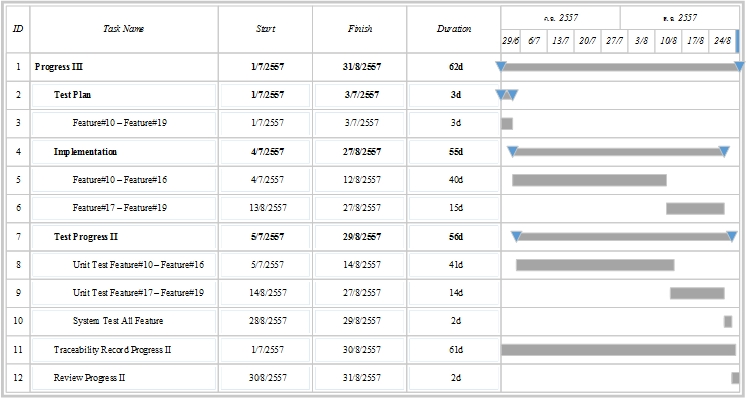 ID Task Name Start Finish Duration ก.ค. 2557 ส.ค. 2557
29/6 6/7 13/7 20/7 27/7 3/8 10/8 17/8 24/8
1 Progress III 1/7/2557 31/8/2557 62d
2 Test Plan 1/7/2557 3/7/2557 3d
3 Feature#10 – Feature#19 1/7/2557 3/7/2557 3d
4 Implementation 4/7/2557 27/8/2557 55d
5 Feature#10 – Feature#16 4/7/2557 12/8/2557 40d
6 Feature#17 – Feature#19 13/8/2557 27/8/2557 15d
7 Test Progress II 5/7/2557 29/8/2557 56d
8 Unit Test Feature#10 – Feature#16 5/7/2557 14/8/2557 41d
9 Unit Test Feature#17 – Feature#19 14/8/2557 27/8/2557 14d
10 System Test All Feature 28/8/2557 29/8/2557 2d
11 Traceability Record Progress II 1/7/2557 30/8/2557 61d
12 Review Progress II 30/8/2557 31/8/2557 2d